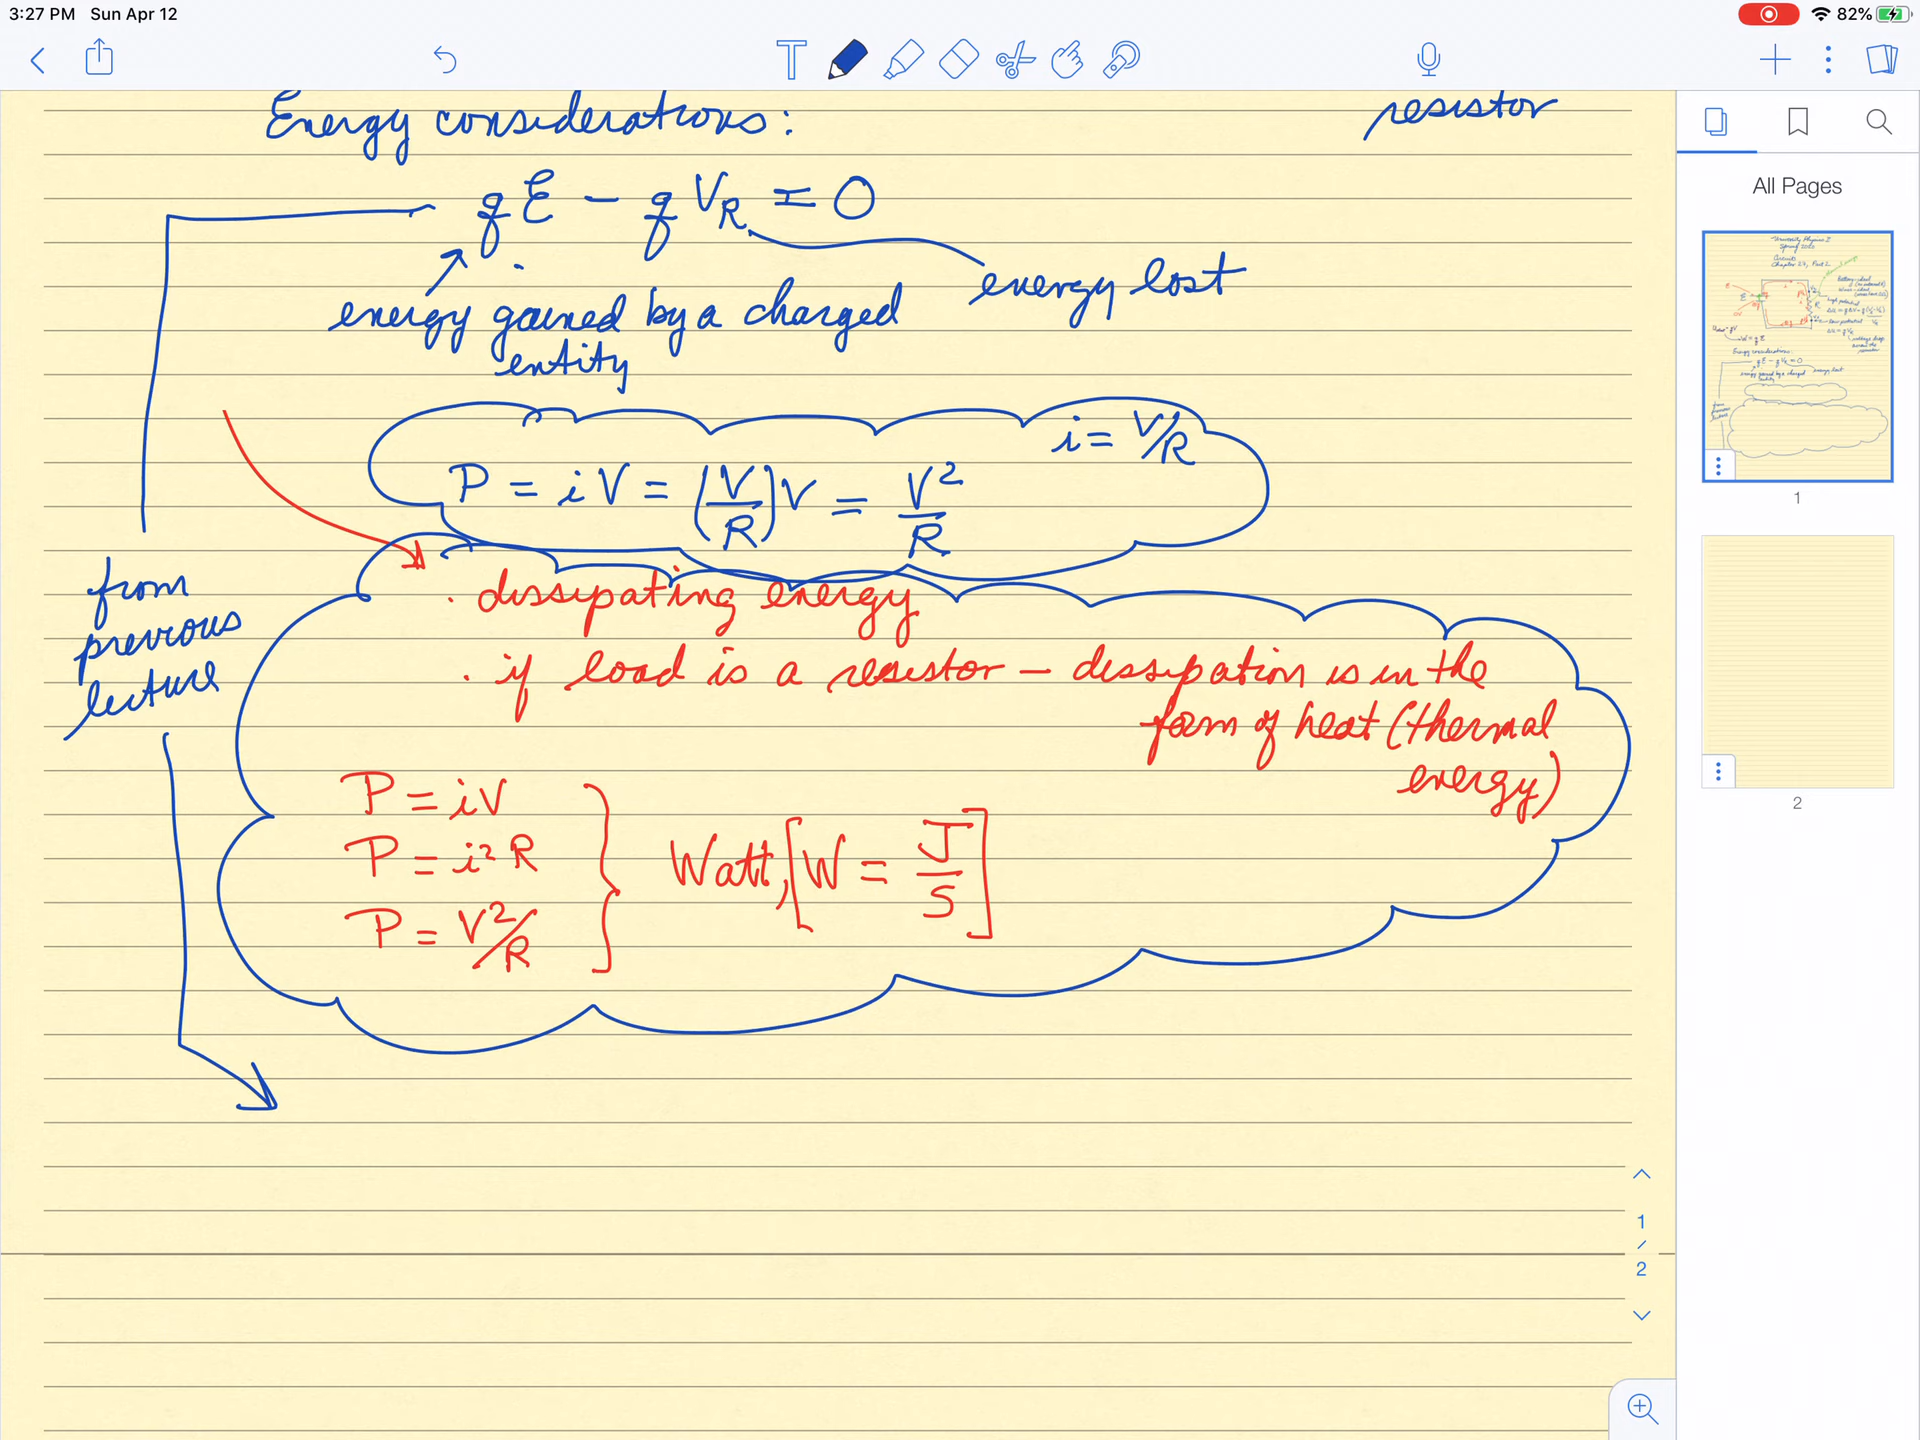 3:27 PM Sun Apr 12
82%
Energy considerations:
resistor
qℰ - qV_R = 0
energy lost
energy gained by a charged
entity
i = V/R
P = iV = (V/R)V = V²/R
from
previous
lecture
· dissipating energy
· if load is a resistor – dissipation is in the
form of heat (thermal
energy)
P = iV
P = i²R
P = V²/R
Watt, [W = J/S]
All Pages
1
2
1
/
2